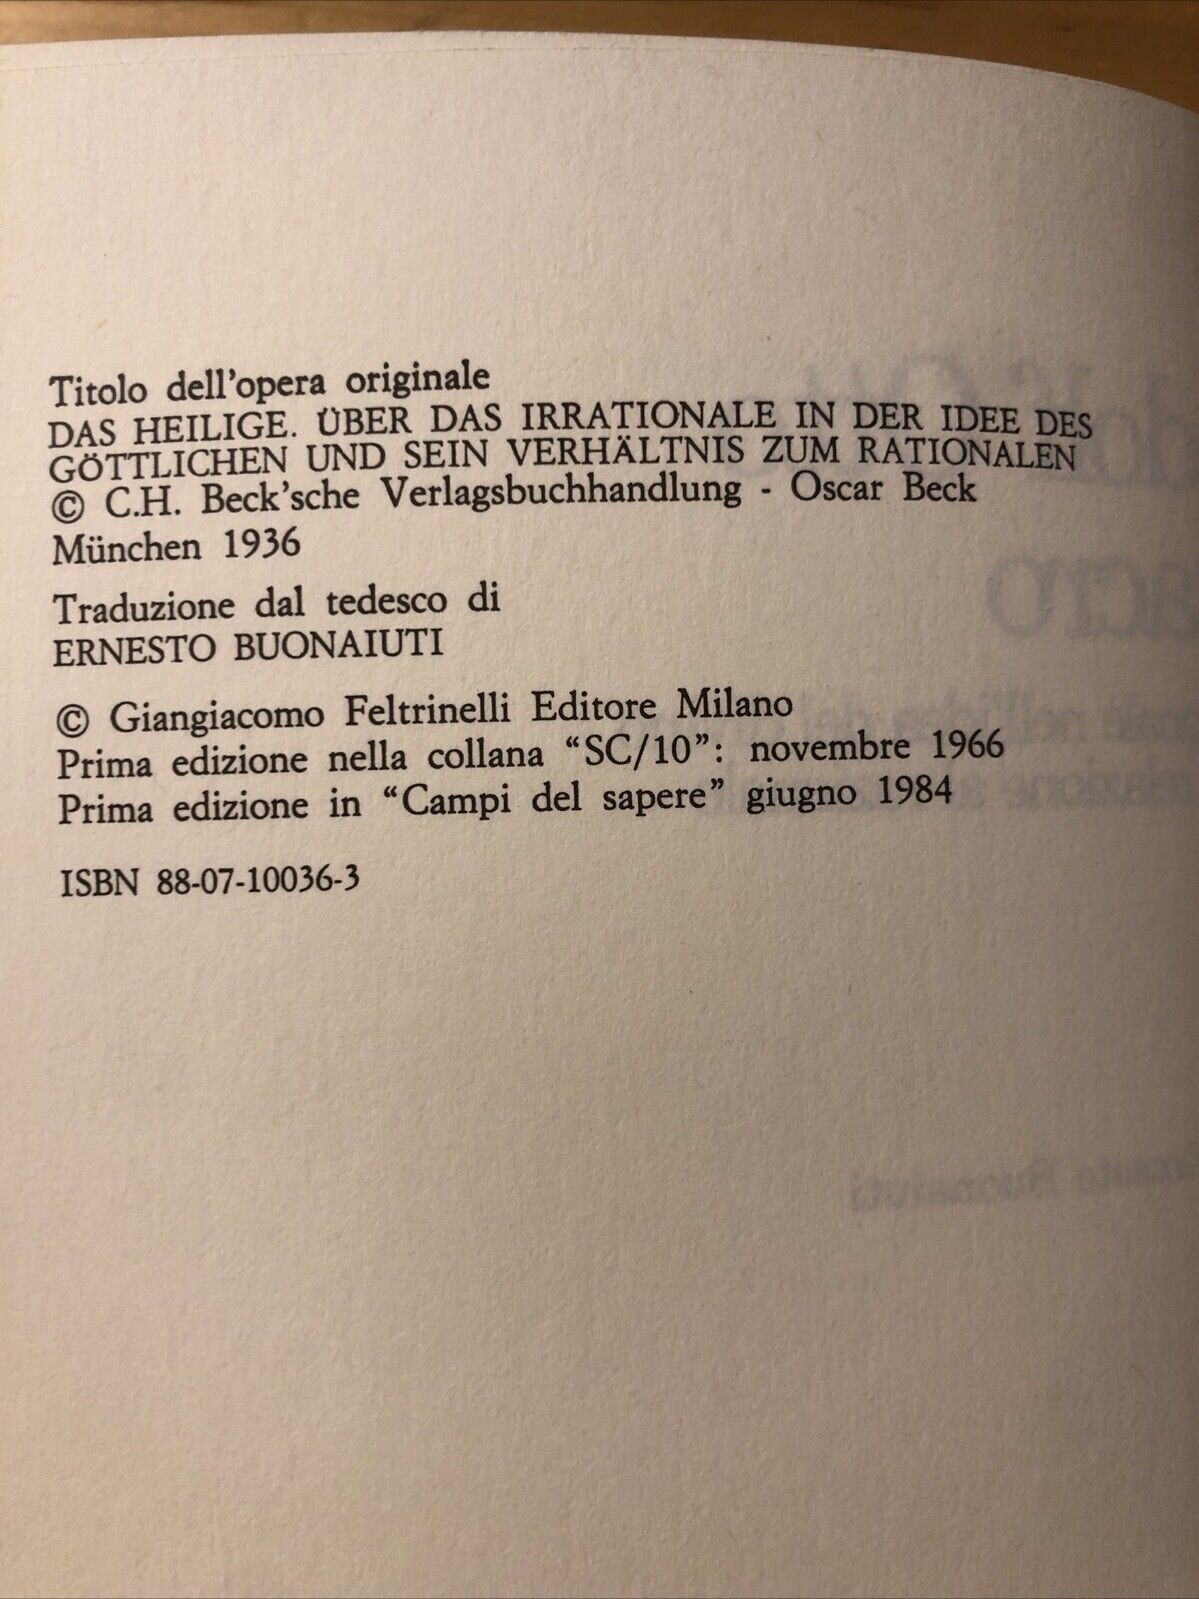 Titolo dell'opera originale
DAS HEILIGE. ÜBER DAS IRRATIONALE IN DER IDEE DES
GÖTTLICHEN UND SEIN VERHÄLTNIS ZUM RATIONALEN
© C.H. Beck'sche Verlagsbuchhandlung - Oscar Beck
München 1936
Traduzione dal tedesco di
ERNESTO BUONAIUTI
© Giangiacomo Feltrinelli Editore Milano
Prima edizione nella collana “SC/10”: novembre 1966
Prima edizione in “Campi del sapere” giugno 1984
ISBN 88-07-10036-3